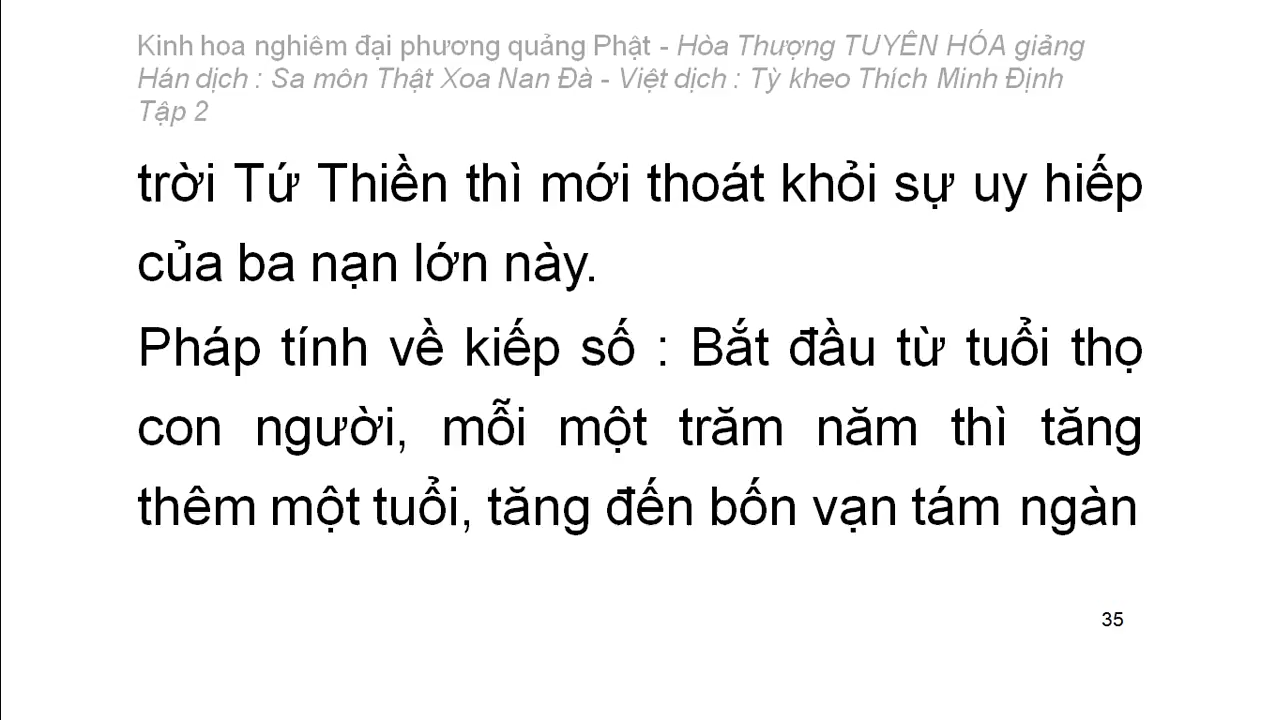 Kinh hoa nghiêm đại phương quảng Phật - Hòa Thượng TUYÊN HÓA giảng
Hán dịch : Sa môn Thật Xoa Nan Đà - Việt dịch : Tỳ kheo Thích Minh Định
Tập 2
trời Tứ Thiền thì mới thoát khỏi sự uy hiếp
của ba nạn lớn này.
Pháp tính về kiếp số : Bắt đầu từ tuổi thọ
con người, mỗi một trăm năm thì tăng
thêm một tuổi, tăng đến bốn vạn tám ngàn
35